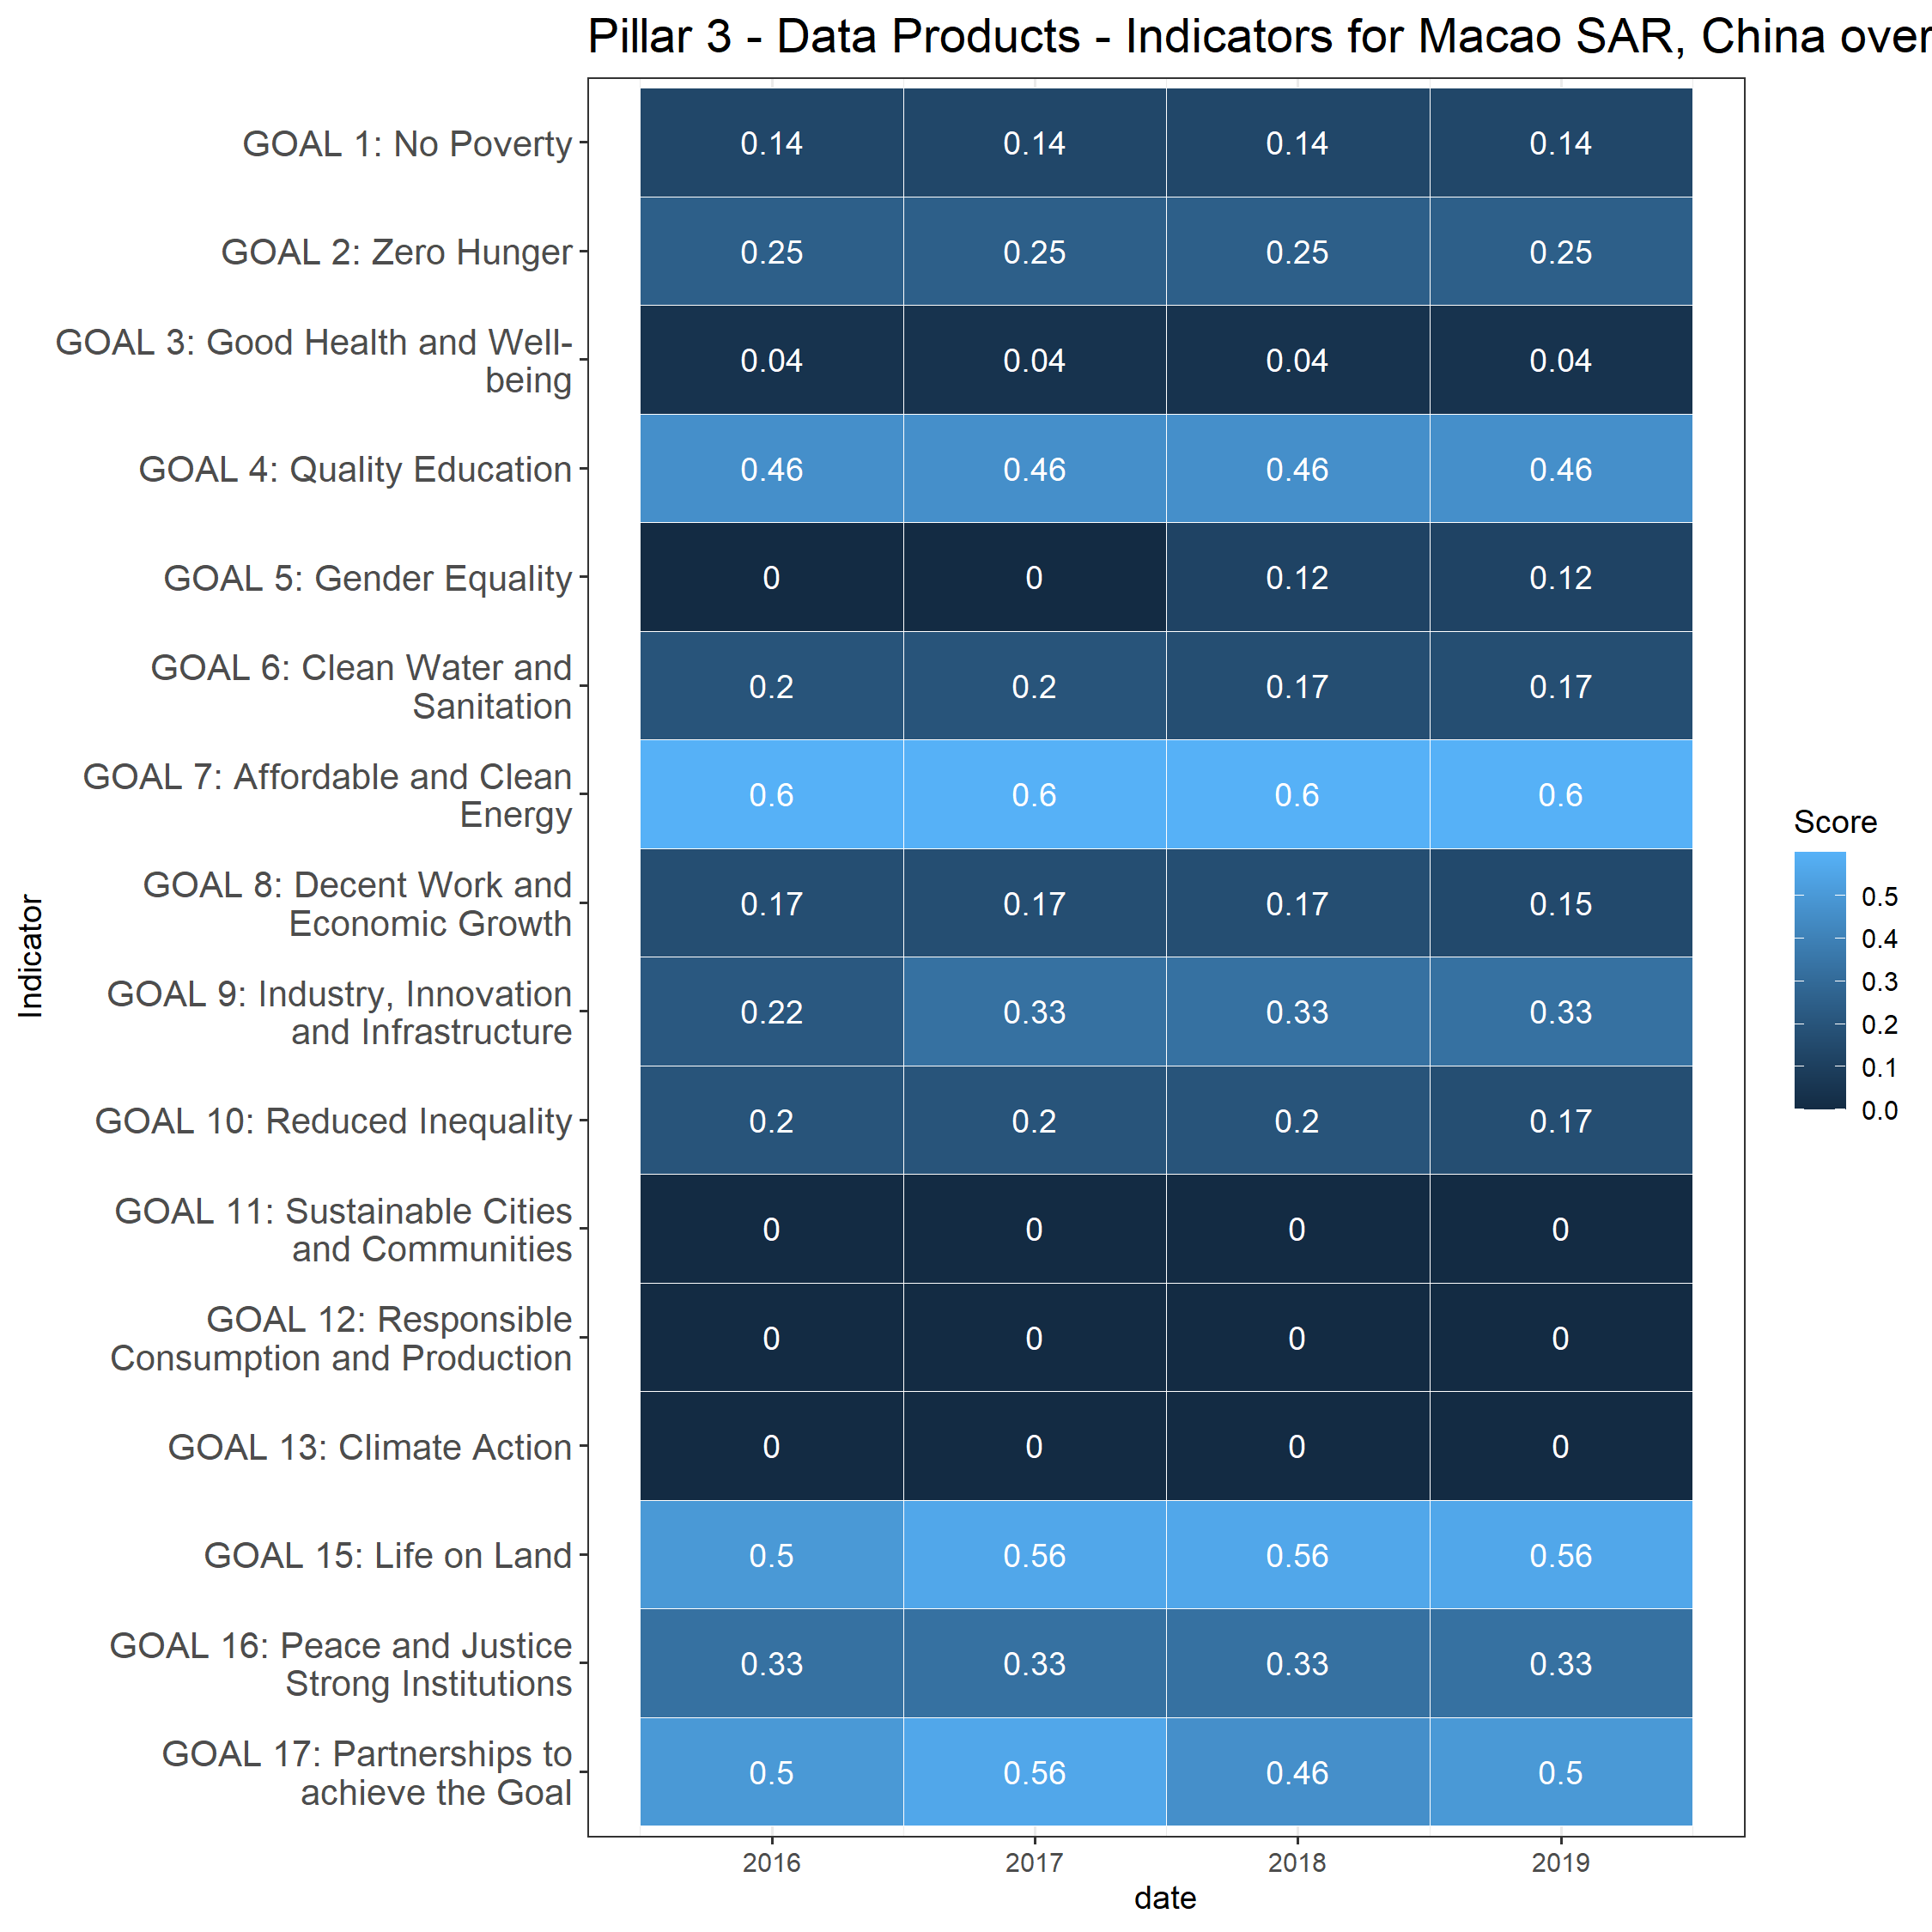 Pillar 3 - Data Products - Indicators for Macao SAR, China over
GOAL 1: No Poverty 0.14 0.14 0.14 0.14
GOAL 2: Zero Hunger 0.25 0.25 0.25 0.25
GOAL 3: Good Health and Well-
being 0.04 0.04 0.04 0.04
GOAL 4: Quality Education 0.46 0.46 0.46 0.46
GOAL 5: Gender Equality 0 0 0.12 0.12
GOAL 6: Clean Water and
Sanitation 0.2 0.2 0.17 0.17
GOAL 7: Affordable and Clean
Energy 0.6 0.6 0.6 0.6
GOAL 8: Decent Work and
Economic Growth 0.17 0.17 0.17 0.15
GOAL 9: Industry, Innovation
and Infrastructure 0.22 0.33 0.33 0.33
GOAL 10: Reduced Inequality 0.2 0.2 0.2 0.17
GOAL 11: Sustainable Cities
and Communities 0 0 0 0
GOAL 12: Responsible
Consumption and Production 0 0 0 0
GOAL 13: Climate Action 0 0 0 0
GOAL 15: Life on Land 0.5 0.56 0.56 0.56
GOAL 16: Peace and Justice
Strong Institutions 0.33 0.33 0.33 0.33
GOAL 17: Partnerships to
achieve the Goal 0.5 0.56 0.46 0.5
2016 2017 2018 2019
date
Indicator
Score
0.5
0.4
0.3
0.2
0.1
0.0